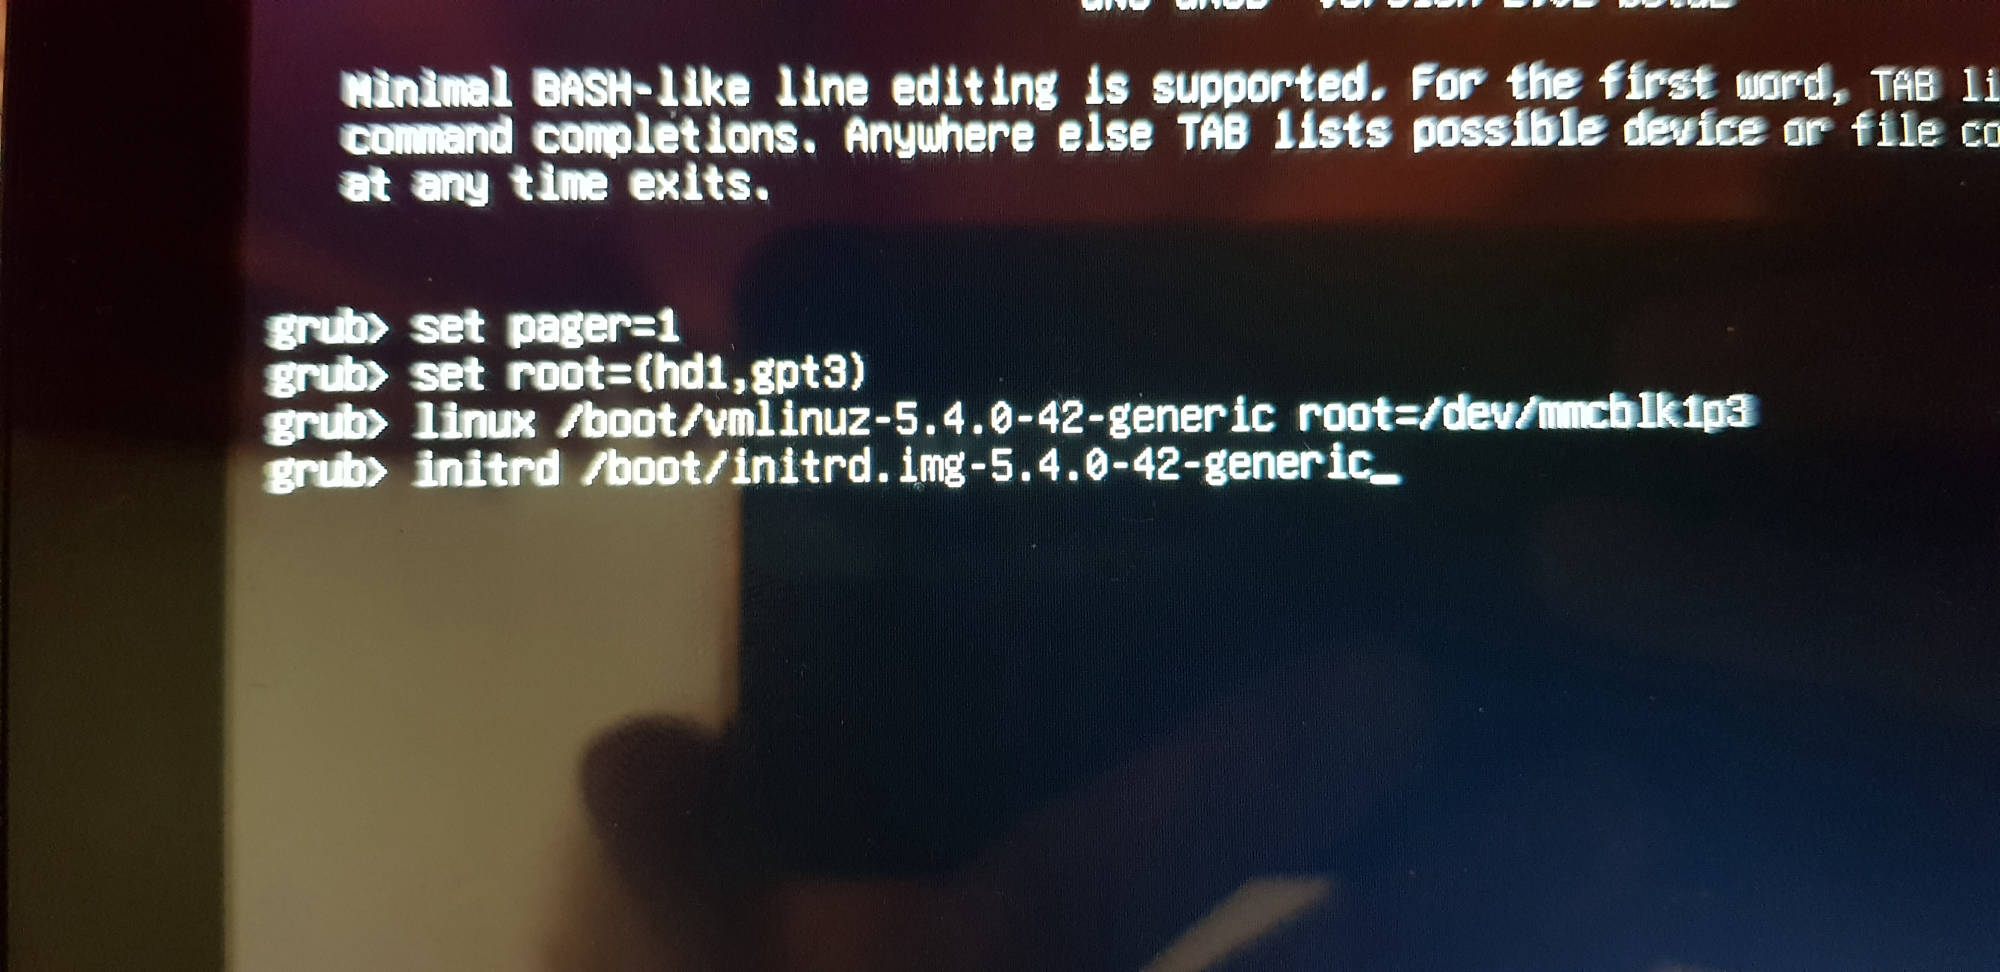 Minimal BASH-like line editing is supported. For the first word, TAB li
command completions. Anywhere else TAB lists possible device or file co
at any time exits.
grub> set pager=1
grub> set root=(hd1,gpt3)
grub> linux /boot/vmlinuz-5.4.0-42-generic root=/dev/mmcblk1p3
grub> initrd /boot/initrd.img-5.4.0-42-generic_